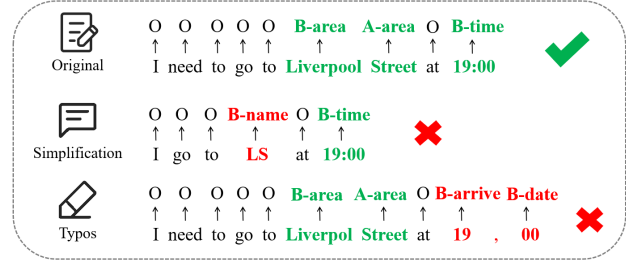 O O O O O B-area A-area O B-time
Original
I need to go to Liverpool Street at 19:00
O O O B-name O B-time
Simplification
I go to LS at 19:00
O O O O O B-area A-area O B-arrive B-date
Typos
I need to go to Liverpol Street at 19 , 00